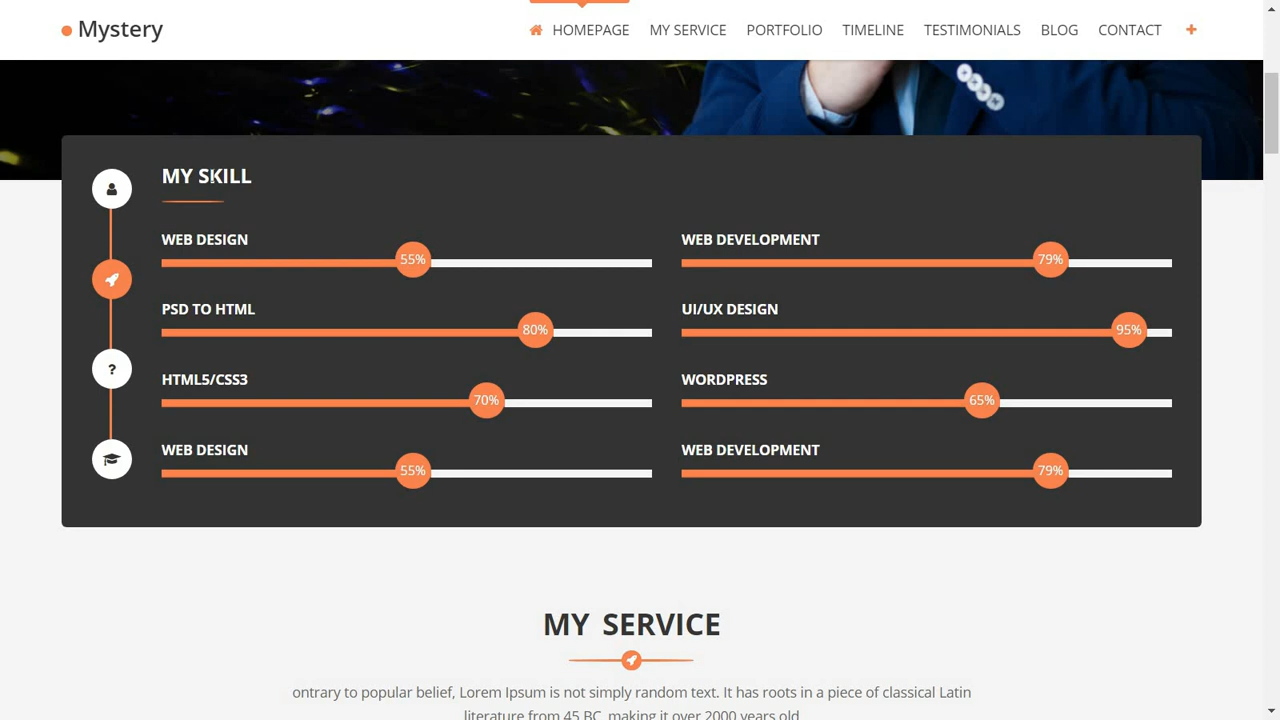 Mystery
HOMEPAGE MY SERVICE PORTFOLIO TIMELINE TESTIMONIALS BLOG CONTACT +
MY SKILL
WEB DESIGN
55%
WEB DEVELOPMENT
79%
PSD TO HTML
80%
UI/UX DESIGN
95%
HTML5/CSS3
70%
WORDPRESS
65%
WEB DESIGN
55%
WEB DEVELOPMENT
79%
?
MY SERVICE
ontrary to popular belief, Lorem Ipsum is not simply random text. It has roots in a piece of classical Latin
literature from 45 BC, making it over 2000 years old